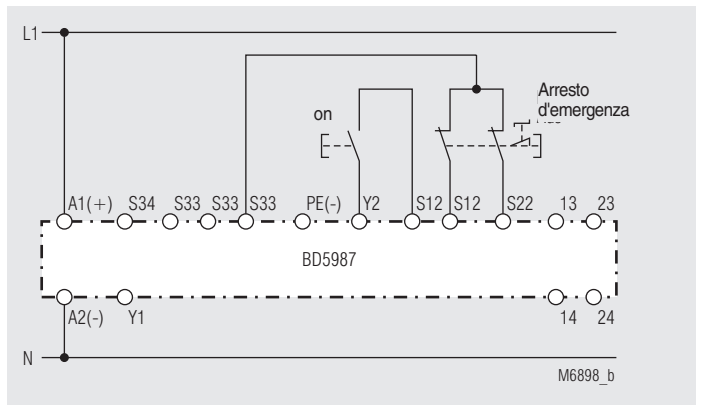 L1
Arresto
d'emergenza
on
A1(+) S34 S33 S33 S33 PE(-) Y2 S12 S12 S22 13 23
BD5987
A2(-) Y1 14 24
N
M6898_b